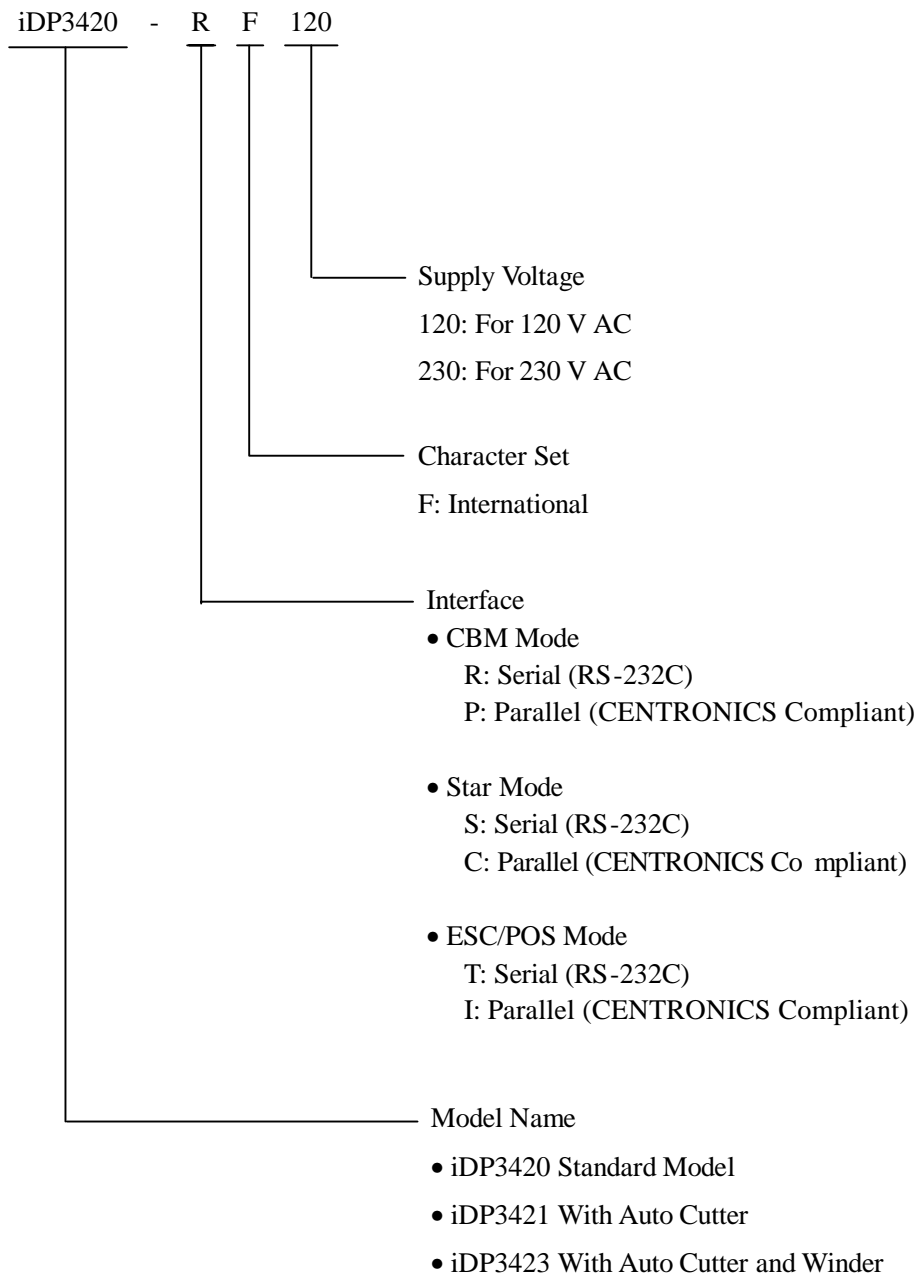 iDP3420 - R F 120
Supply Voltage
120: For 120 V AC
230: For 230 V AC
Character Set
F: International
Interface
• CBM Mode
R: Serial (RS-232C)
P: Parallel (CENTRONICS Compliant)
• Star Mode
S: Serial (RS-232C)
C: Parallel (CENTRONICS Co mpliant)
• ESC/POS Mode
T: Serial (RS-232C)
I: Parallel (CENTRONICS Compliant)
Model Name
• iDP3420 Standard Model
• iDP3421 With Auto Cutter
• iDP3423 With Auto Cutter and Winder